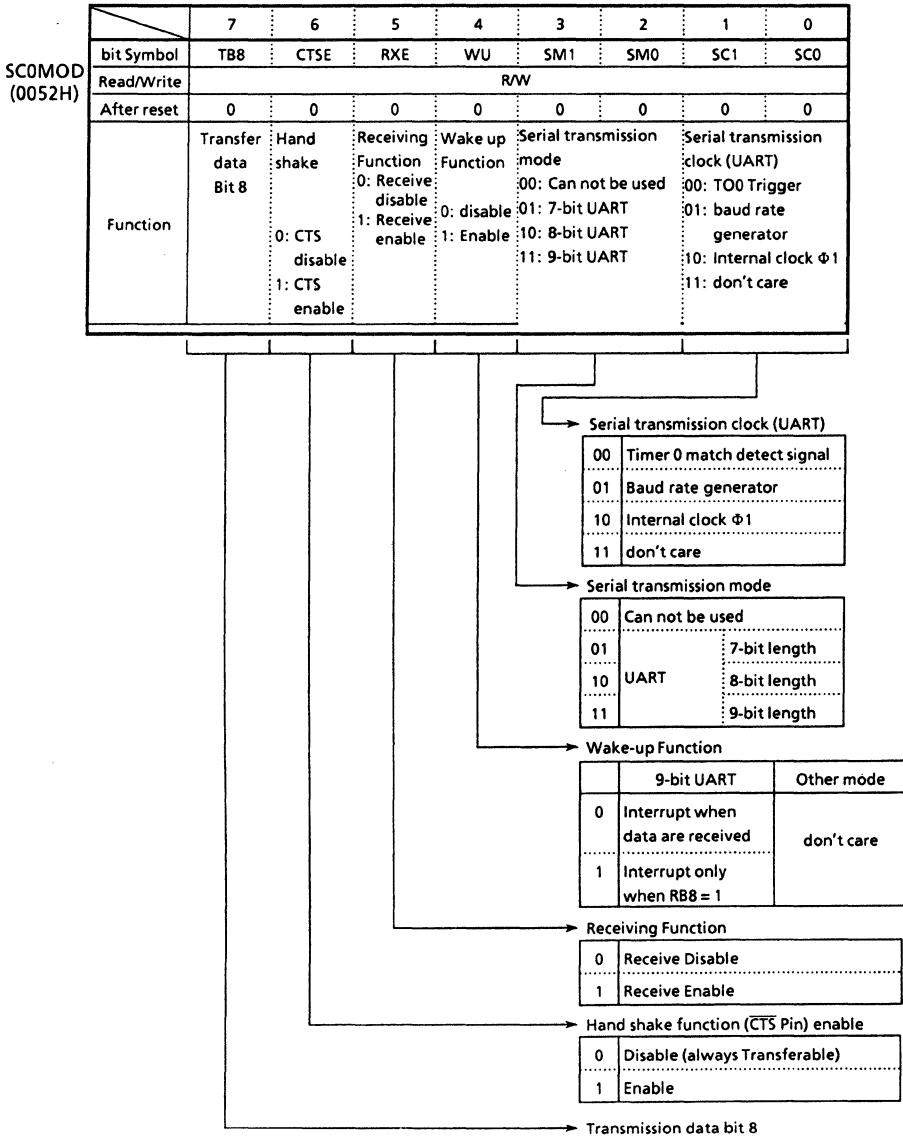 7 6 5 4 3 2 1 0
bit Symbol TB8 CTSE RXE WU SM1 SM0 SC1 SC0
SC0MOD
(0052H)
Read/Write R/W
After reset 0 0 0 0 0 0 0 0
Function
Transfer
data
Bit 8
Hand
shake
0: CTS
disable
1: CTS
enable
Receiving
Function
0: Receive
disable
1: Receive
enable
Wake up
Function
0: disable
1: Enable
Serial transmission
mode
00: Can not be used
01: 7-bit UART
10: 8-bit UART
11: 9-bit UART
Serial transmission
clock (UART)
00: TO0 Trigger
01: baud rate
generator
10: Internal clock Φ1
11: don't care
Serial transmission clock (UART)
00 Timer 0 match detect signal
01 Baud rate generator
10 Internal clock Φ1
11 don't care
Serial transmission mode
00 Can not be used
01 7-bit length
10 UART 8-bit length
11 9-bit length
Wake-up Function
9-bit UART Other mode
0 Interrupt when
data are received
don't care
1 Interrupt only
when RB8 = 1
Receiving Function
0 Receive Disable
1 Receive Enable
Hand shake function (C̅T̅S̅ Pin) enable
0 Disable (always Transferable)
1 Enable
Transmission data bit 8